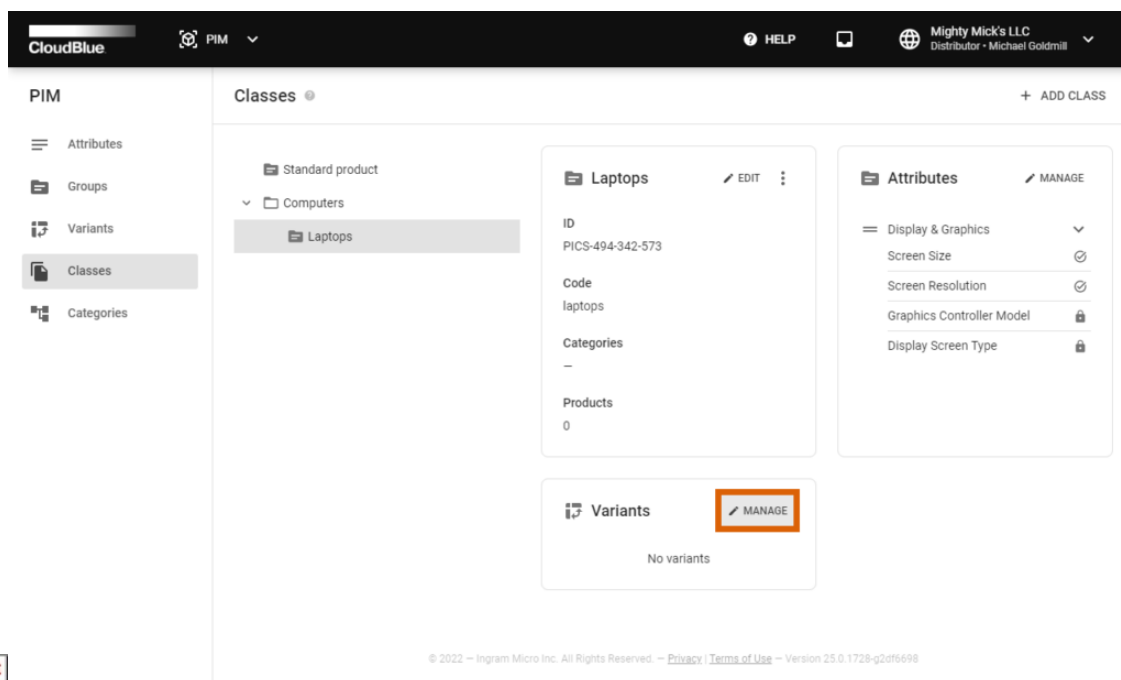 CloudBlue
PIM
HELP
Mighty Mick's LLC
Distributor • Michael Goldmill
PIM
Attributes
Groups
Variants
Classes
Categories
Classes
+ ADD CLASS
Standard product
Computers
Laptops
Laptops
EDIT
ID
PICS-494-342-573
Code
laptops
Categories
—
Products
0
Attributes
MANAGE
Display & Graphics
Screen Size
Screen Resolution
Graphics Controller Model
Display Screen Type
Variants
MANAGE
No variants
© 2022 — Ingram Micro Inc. All Rights Reserved. — Privacy | Terms of Use — Version 25.0.1728-g2df6698